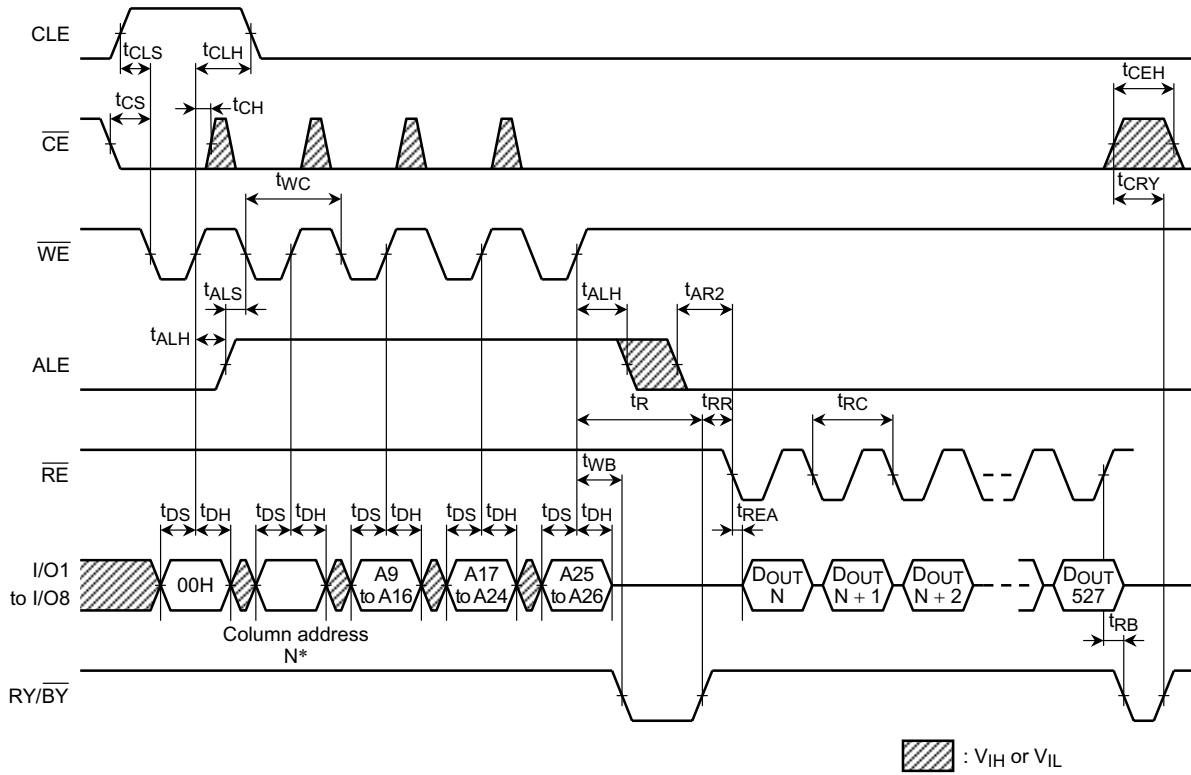 CLE
tCLS
tCLH
tCEH
tCS
tCH
CE
tWC
tCRY
WE
tALS
tALH
tAR2
tALH
ALE
tR
tRR
tRC
RE
tWB
tREA
tDS tDH tDS tDH tDS tDH tDS tDH tDS tDH
I/O1
to I/O8
00H
A9
to A16
A17
to A24
A25
to A26
DOUT
N
DOUT
N + 1
DOUT
N + 2
DOUT
527
Column address
N*
tRB
RY/BY
: VIH or VIL